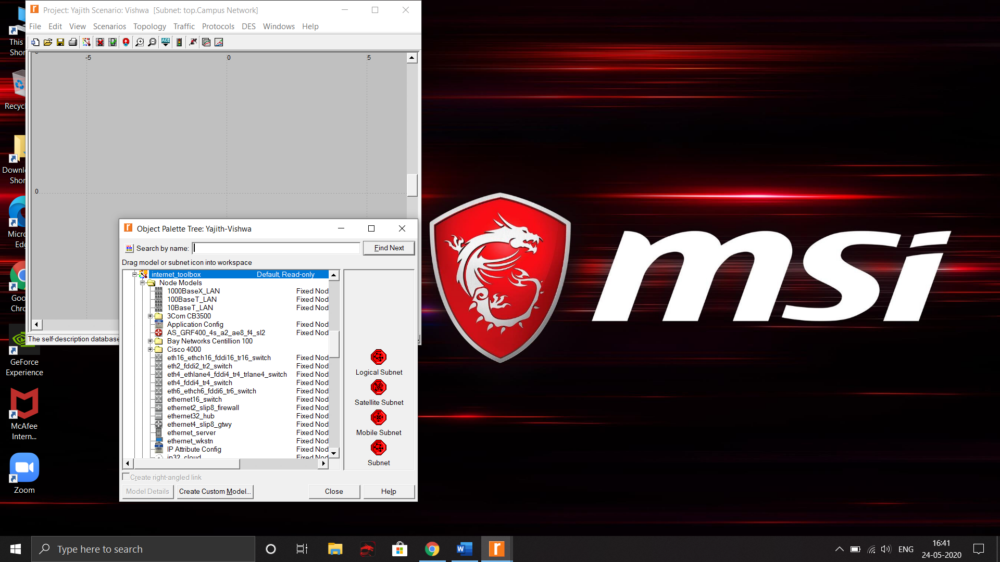 Project: Yajith Scenario: Vishwa [Subnet: top.Campus Network]
File Edit View Scenarios Topology Traffic Protocols DES Windows Help
ACE
-5 0 5
0
The self-description database
Object Palette Tree: Yajith-Vishwa
Search by name: Find Next
Drag model or subnet icon into workspace
internet_toolbox Default, Read-only
Node Models
1000BaseX_LAN Fixed Nod
100BaseT_LAN Fixed Nod
10BaseT_LAN Fixed Nod
3Com CB3500
Application Config Fixed Nod
AS_GRF400_4s_a2_ae8_f4_sl2 Fixed Nod
Bay Networks Centillion 100
Cisco 4000
eth16_ethch16_fddi16_tr16_switch Fixed Nod
eth2_fddi2_tr2_switch Fixed Nod
eth4_ethlane4_fddi4_tr4_trlane4_switch Fixed Nod
eth4_fddi4_tr4_switch Fixed Nod
eth6_ethch6_fddi6_tr6_switch Fixed Nod
ethernet16_switch Fixed Nod
ethernet2_slip8_firewall Fixed Nod
ethernet32_hub Fixed Nod
ethernet4_slip8_gtwy Fixed Nod
ethernet_server Fixed Nod
ethernet_wkstn Fixed Nod
IP Attribute Config Fixed Nod
ip32_cloud Fixed Nod
Logical Subnet
Satellite Subnet
Mobile Subnet
Subnet
Create right-angled link
Model Details Create Custom Model... Close Help
This
Shor
Recycl
Downl
Shor
Micro
Edg
Goo
Chro
GeForce
Experience
McAfee
Intern...
Zoom
msi
Type here to search
ENG
16:41
24-05-2020